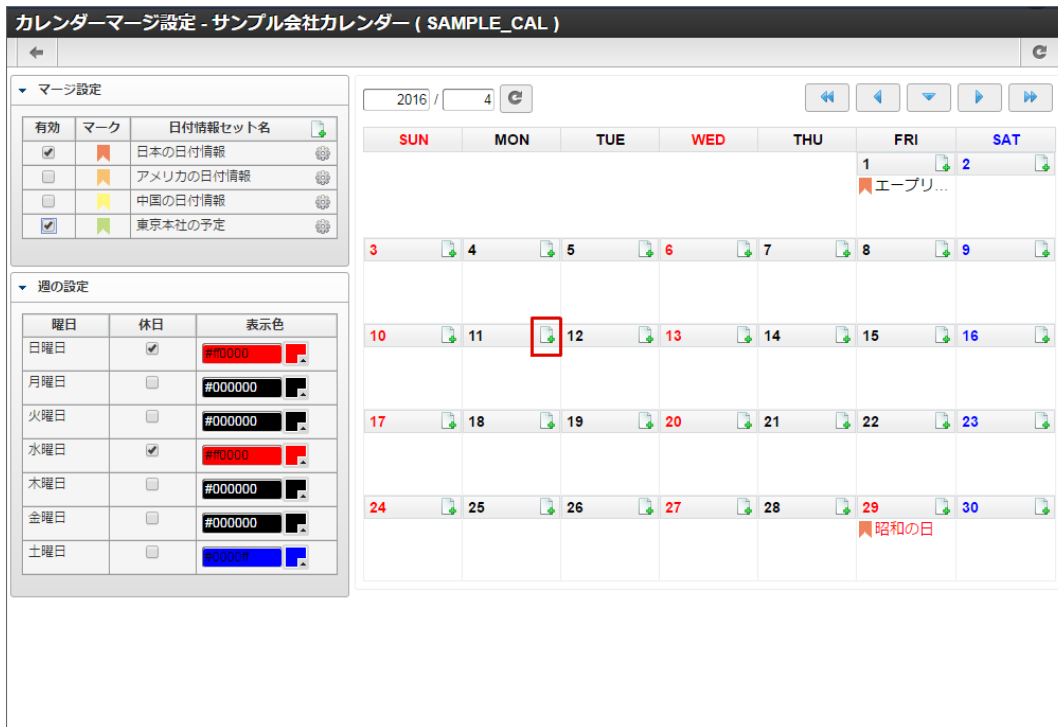 カレンダーマージ設定 - サンプル会社カレンダー ( SAMPLE_CAL )
マージ設定
有効 マーク 日付情報セット名
日本の日付情報
アメリカの日付情報
中国の日付情報
東京本社の予定
週の設定
曜日 休日 表示色
日曜日 #ff0000
月曜日 #000000
火曜日 #000000
水曜日 #ff0000
木曜日 #000000
金曜日 #000000
土曜日 #0000ff
2016 / 4
SUN MON TUE WED THU FRI SAT
1 2
エープリ...
3 4 5 6 7 8 9
10 11 12 13 14 15 16
17 18 19 20 21 22 23
24 25 26 27 28 29 30
昭和の日